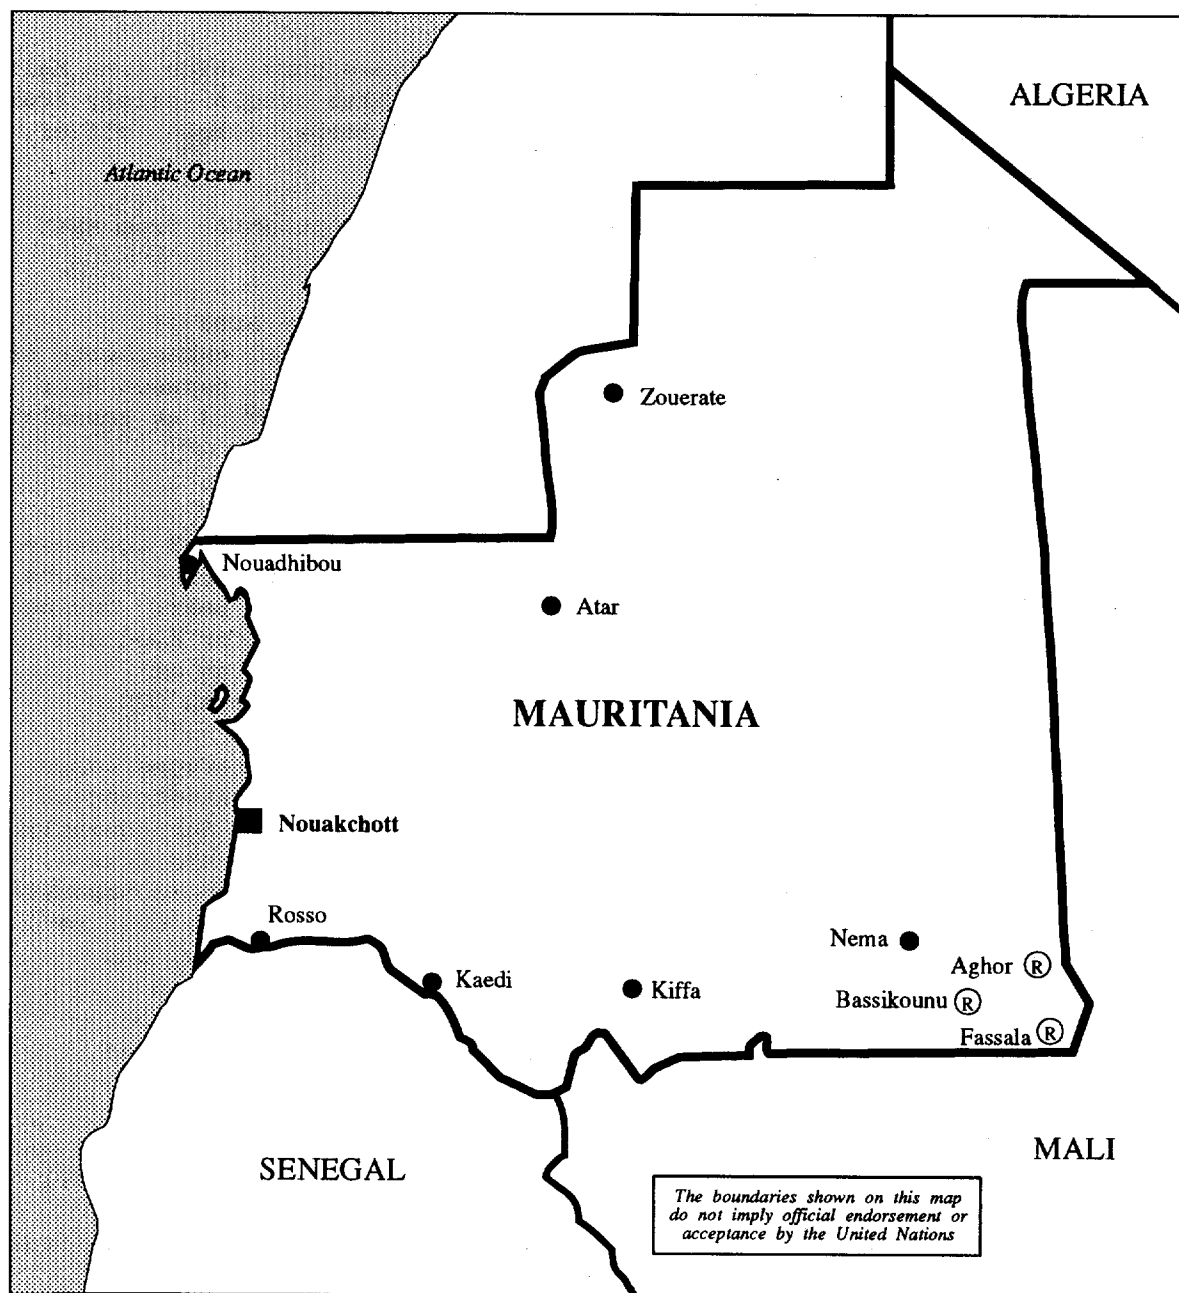 ALGERIA
Atlantic Ocean
Zouerate
Nouadhibou
Atar
MAURITANIA
Nouakchott
Rosso
Nema
Aghor R
Kaedi
Kiffa
Bassikounu R
Fassala R
MALI
SENEGAL
The boundaries shown on this map
do not imply official endorsement or
acceptance by the United Nations